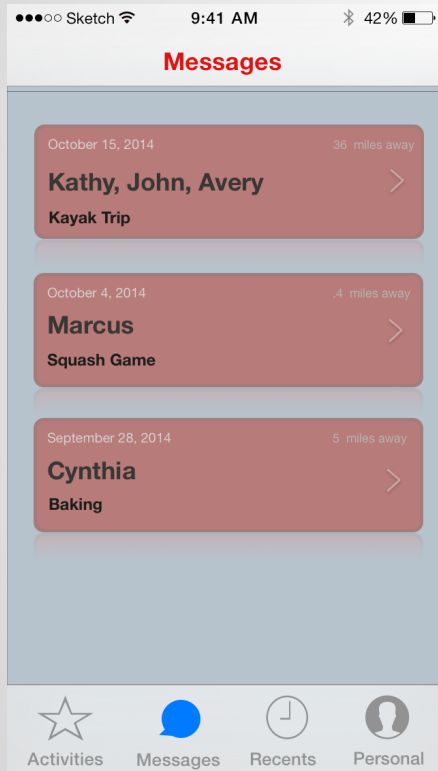 Sketch 9:41 AM 42%
Messages
October 15, 2014 36 miles away
Kathy, John, Avery
Kayak Trip
October 4, 2014 .4 miles away
Marcus
Squash Game
September 28, 2014 5 miles away
Cynthia
Baking
Activities Messages Recents Personal